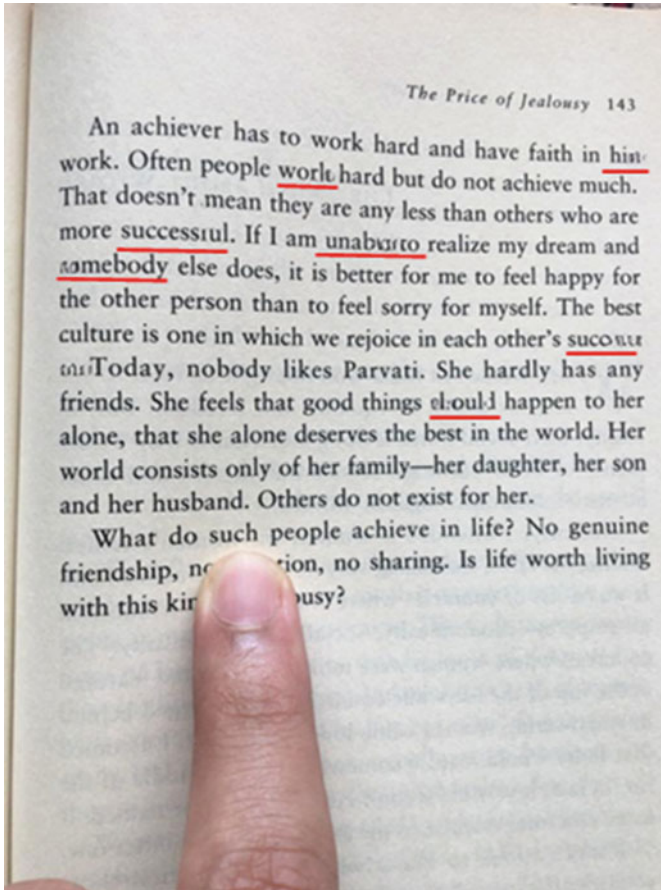 The Price of Jealousy 143
An achiever has to work hard and have faith in
work. Often people work hard but do not achieve much.
That doesn't mean they are any less than others who are
more successful. If I am realize my dream and
somebody else does, it is better for me to feel happy for
the other person than to feel sorry for myself. The best
culture is one in which we rejoice in each other's
Today, nobody likes Parvati. She hardly has any
friends. She feels that good things should happen to her
alone, that she alone deserves the best in the world. Her
world consists only of her family—her daughter, her son
and her husband. Others do not exist for her.
What do such people achieve in life? No genuine
friendship, no sharing. Is life worth living
with this